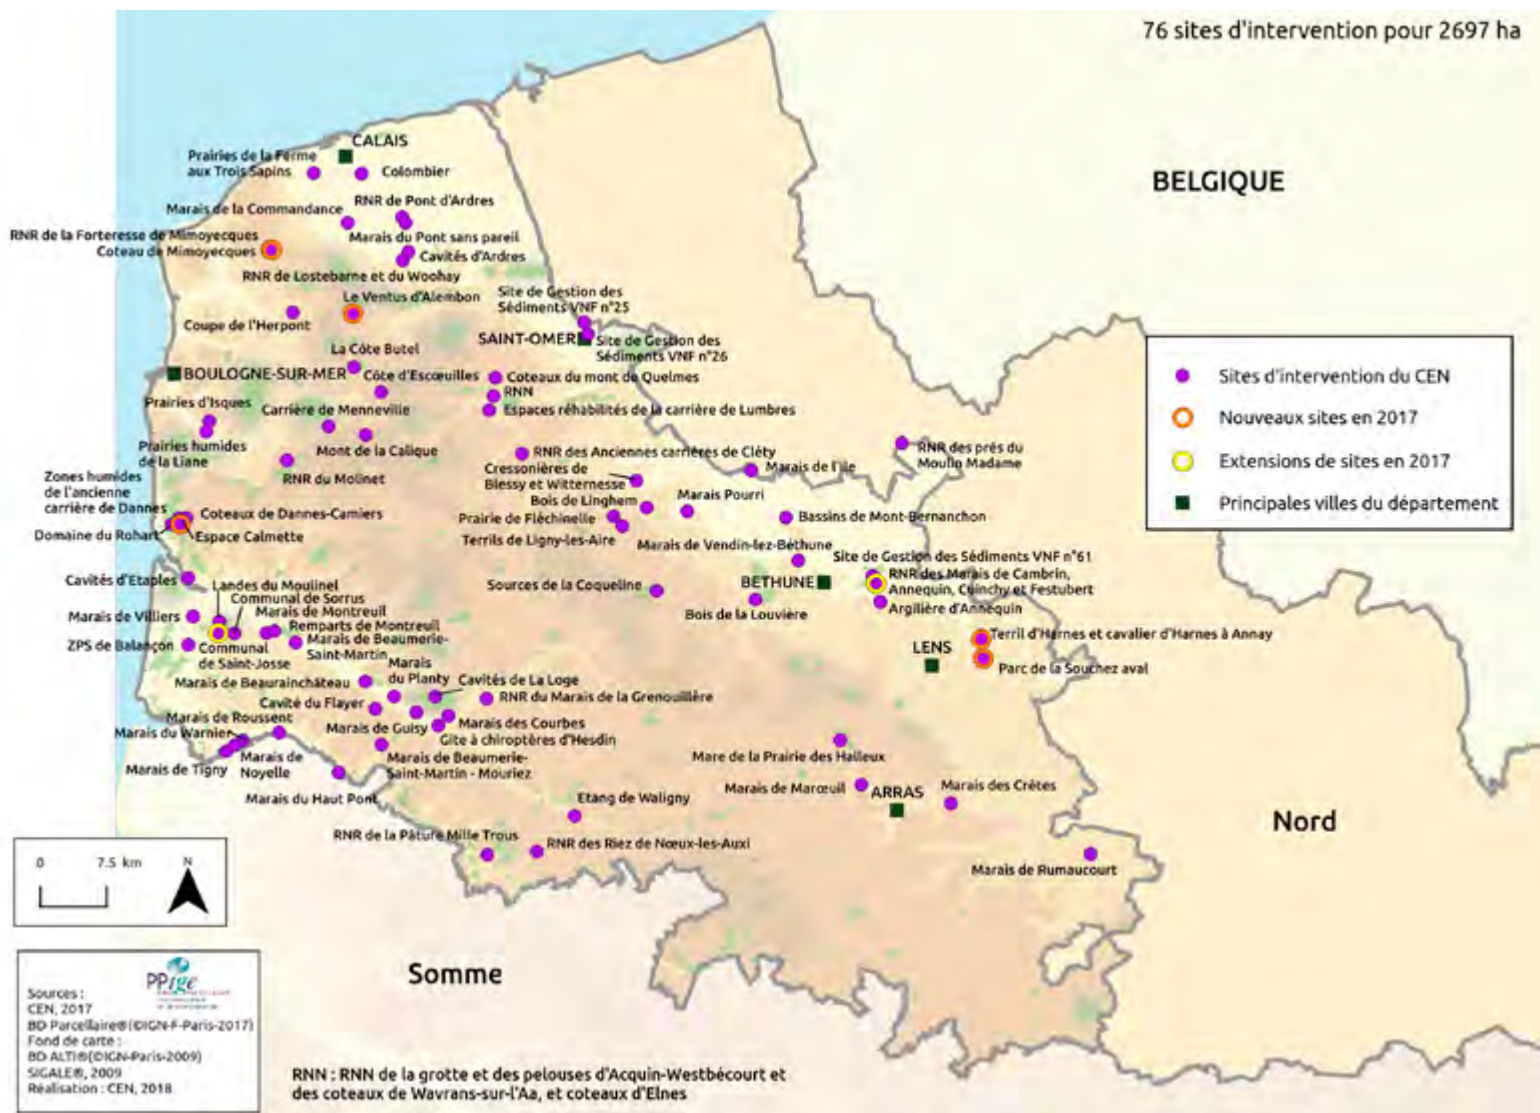 76 sites d'intervention pour 2697 ha
CALAIS
Prairies de la Ferme
aux Trois Sapins
Colombier
RNR de Pont d'Ardres
Marais de la Commandance
RNR de la Forteresse de Mimoyecques
Coteau de Mimoyecques
Marais du Pont sans pareil
Cavités d'Ardres
RNR de Lostebarne et du Woohay
Le Ventus d'Alembon
Coupe de l'Herpont
Site de Gestion des
Sédiments VNF n°25
SAINT-OMER
Site de Gestion des
Sédiments VNF n°26
La Côte Butel
BOULOGNE-SUR-MER
Côte d'Escœuilles
Coteaux du mont de Quelmes
RNN
Espaces réhabilités de la carrière de Lumbres
Prairies d'Isques
Carrière de Menneville
Prairies humides
de la Liane
Mont de la Calique
RNR du Molinet
RNR des Anciennes carrières de Cléty
Cressonières de
Blessy et Witternesse
Marais de l'île
RNR des prés du
Moulin Madame
Zones humides
de l'ancienne
carrière de Dannes
Coteaux de Dannes-Camiers
Domaine du Rohart
Espace Calmette
Bois de Linghem
Marais Pourri
Prairie de Fléchinelle
Terrils de Ligny-les-Aire
Bassins de Mont-Bernanchon
Marais de Vendin-lez-Béthune
Site de Gestion des Sédiments VNF n°61
RNR des Marais de Cambrin,
Annequin, Cuinchy et Festubert
Argilière d'Annequin
BETHUNE
Sources de la Coqueline
Bois de la Louvière
Cavités d'Etaples
Landes du Moulinel
Communal de Sorrus
Marais de Montreuil
Remparts de Montreuil
Marais de Villiers
Marais de Beaumerie-
Saint-Martin
ZPS de Balançon
Communal
de Saint-Josse
Terril d'Harnes et cavalier d'Harnes à Annay
LENS
Parc de la Souchez aval
Marais
du Planty
Cavités de La Loge
Marais de Beaurainchâteau
RNR du Marais de la Grenouillère
Cavité du Flayer
Marais de Roussent
Marais de Guisy
Marais des Courbes
Gîte à chiroptères d'Hesdin
Marais du Warnier
Marais de Tigny
Marais de
Noyelle
Marais de Beaumerie-
Saint-Martin - Mouriez
Marais du Haut Pont
Mare de la Prairie des Halleux
Marais de Marœuil
ARRAS
Marais des Crêtes
Etang de Waligny
RNR de la Pâture Mille Trous
RNR des Riez de Nœux-les-Auxi
Marais de Rumaucourt
BELGIQUE
Nord
Somme
Sites d'intervention du CEN
Nouveaux sites en 2017
Extensions de sites en 2017
Principales villes du département
0 7.5 km
N
PPige
Sources :
CEN, 2017
BD Parcellaire®(©IGN-F-Paris-2017)
Fond de carte :
BD ALTI®(©IGN-Paris-2009)
SIGALE®, 2009
Réalisation : CEN, 2018
RNN : RNN de la grotte et des pelouses d'Acquin-Westbécourt et
des coteaux de Wavrans-sur-l'Aa, et coteaux d'Elnes